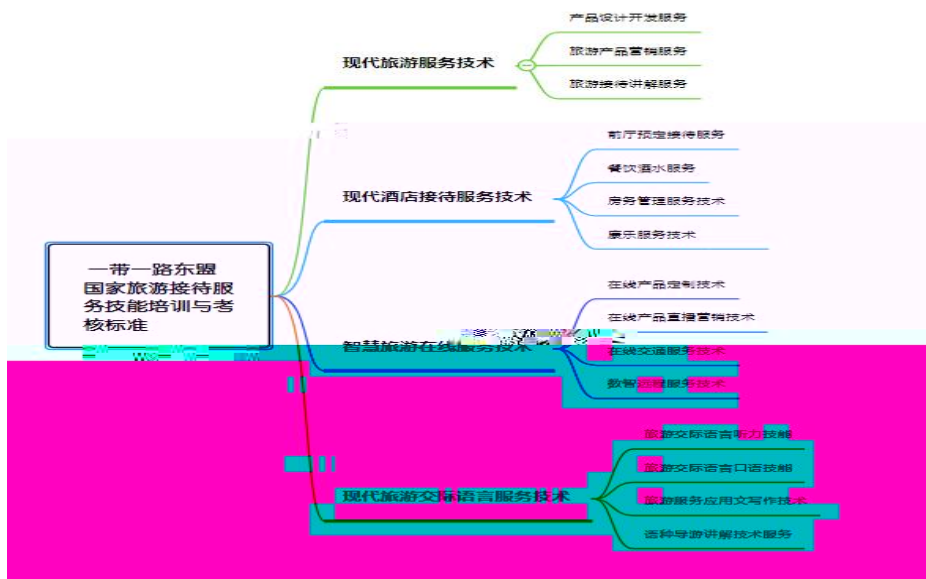 产品设计开发服务
现代旅游服务技术
旅游产品营销服务
旅游接待讲解服务
前厅预定接待服务
餐饮酒水服务
现代酒店接待服务技术
房务管理服务技术
康乐服务技术
一带一路东盟
国家旅游接待服
务技能培训与考
核标准
在线产品定制技术
在线产品直播营销技术
智慧旅游在线服务技术
在线交通服务技术
数智远程服务技术
旅游交际语言听力技能
旅游交际语言口语技能
现代旅游交际语言服务技术
旅游服务应用文写作技术
语种导游讲解技术服务